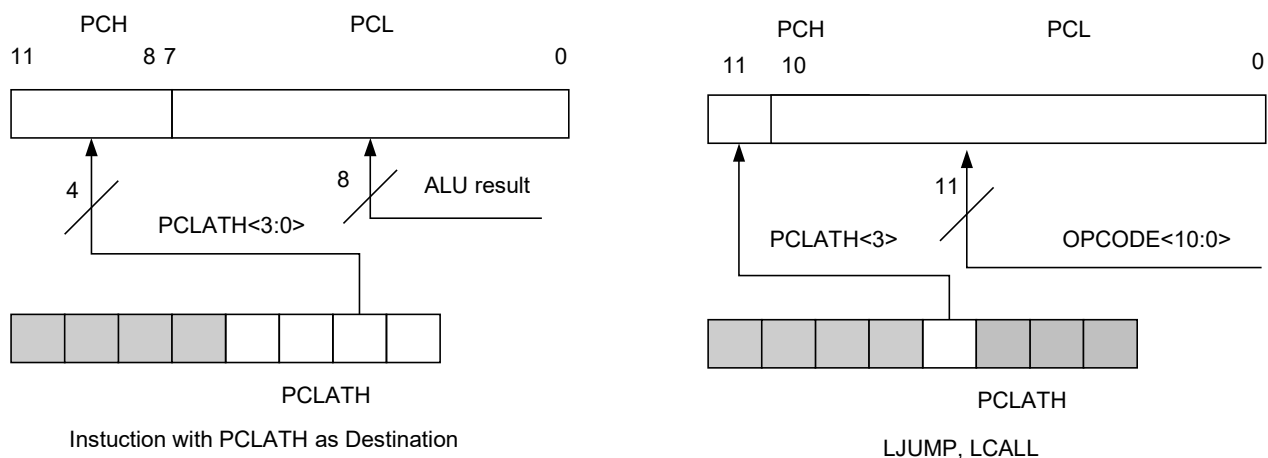 PCH PCL
11 8 7 0
4
8
ALU result
PCLATH<3:0>
PCLATH
Instuction with PCLATH as Destination
PCH PCL
11 10 0
11
PCLATH<3>
OPCODE<10:0>
PCLATH
LJUMP, LCALL